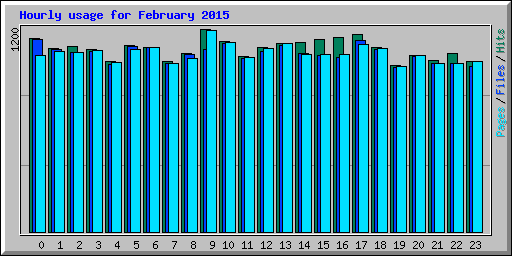 Hourly usage for February 2015
1200
Pages/Files/Hits
0 1 2 3 4 5 6 7 8 9 10 11 12 13 14 15 16 17 18 19 20 21 22 23